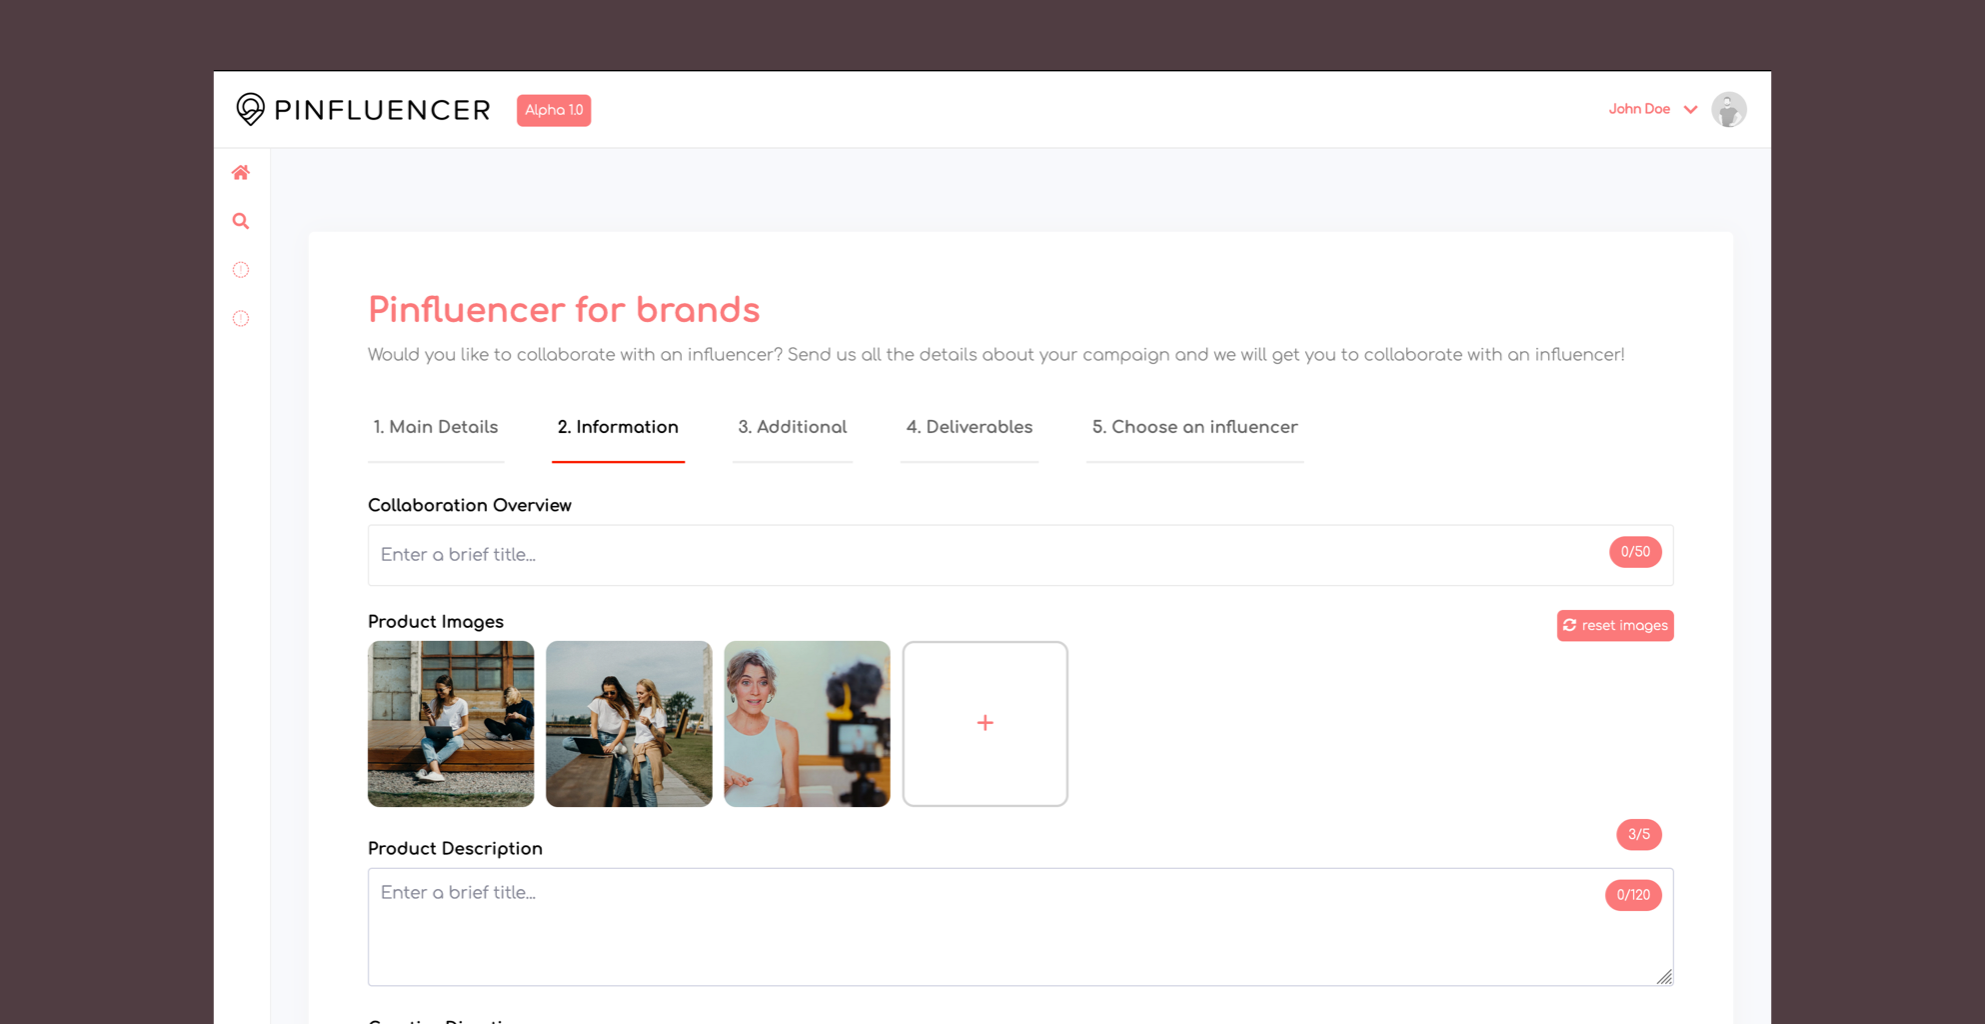 PINFLUENCER
Alpha 1.0
John Doe
Pinfluencer for brands
Would you like to collaborate with an influencer? Send us all the details about your campaign and we will get you to collaborate with an influencer!
1. Main Details
2. Information
3. Additional
4. Deliverables
5. Choose an influencer
Collaboration Overview
Enter a brief title...
0/50
Product Images
reset images
3/5
Product Description
Enter a brief title...
0/120